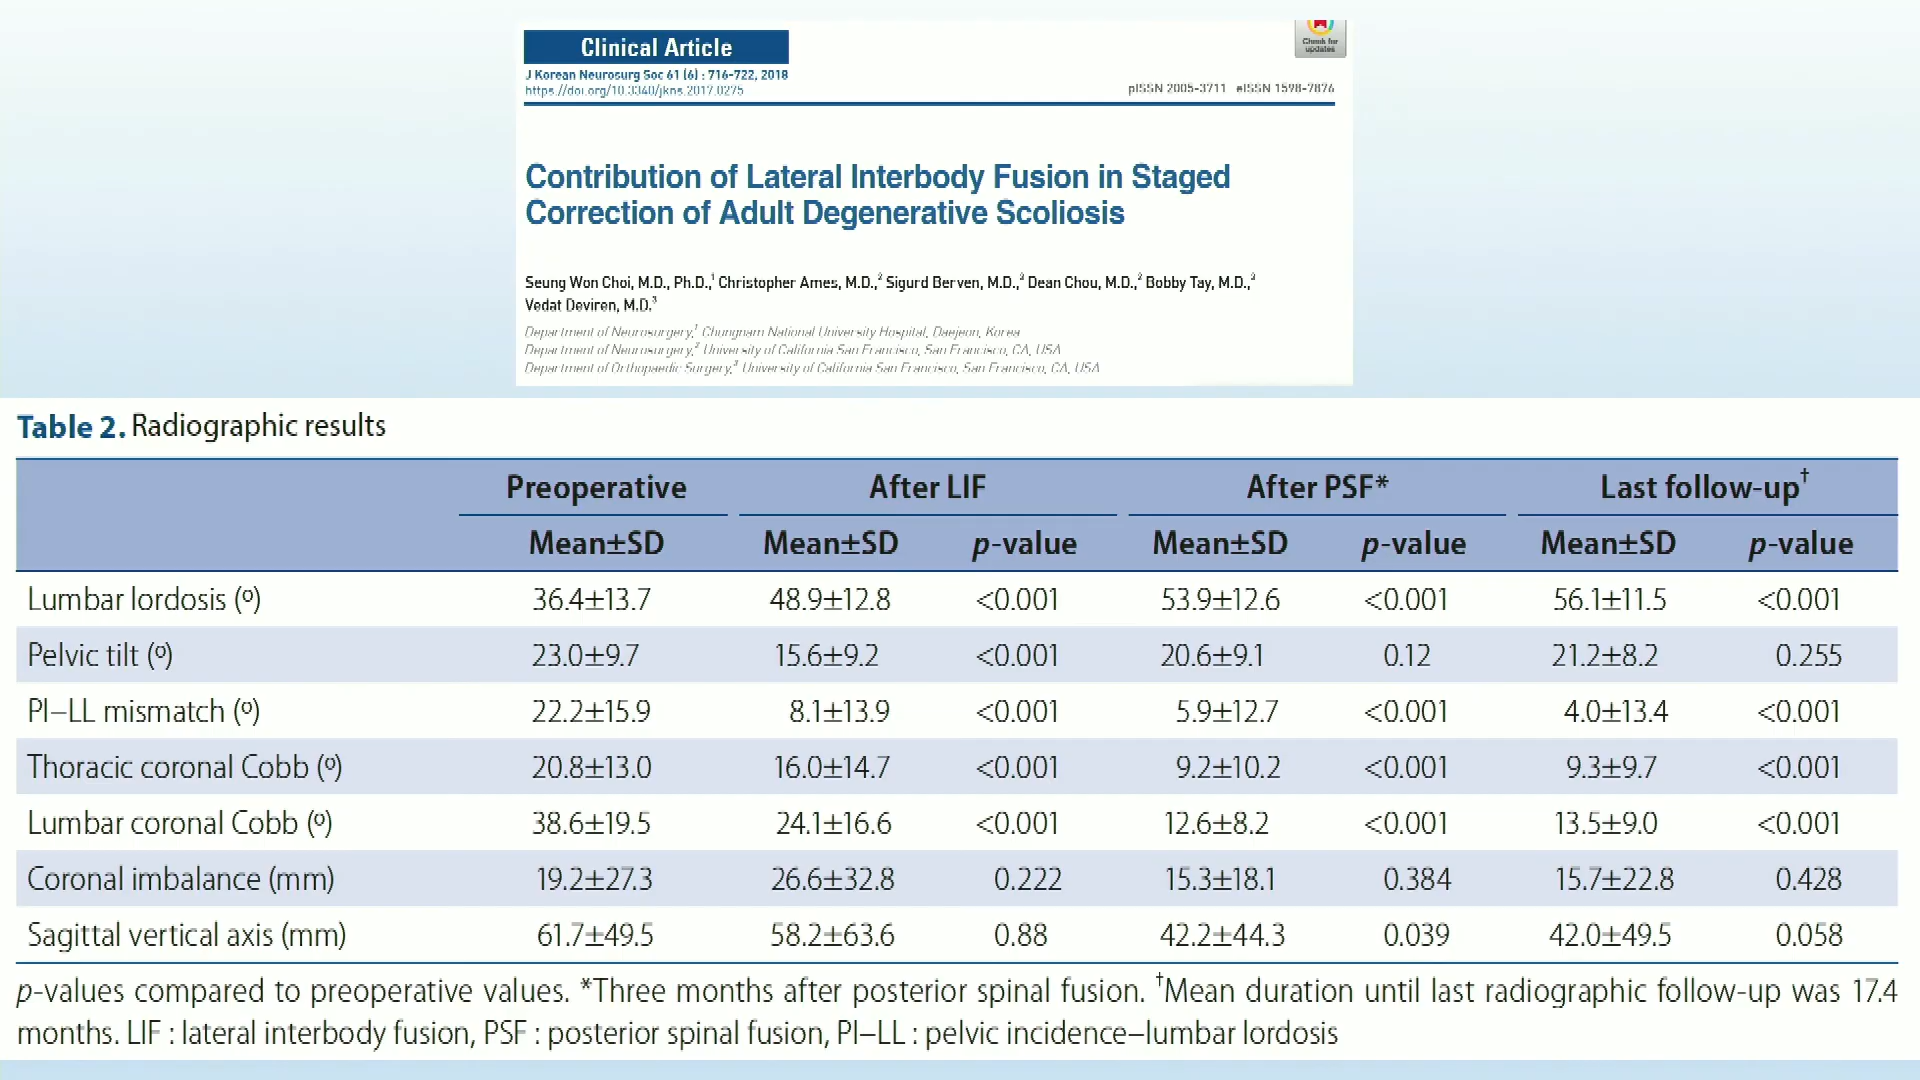 Clinical Article
Check for
updates
J Korean Neurosurg Soc 61 (6) : 716-722, 2018
https://doi.org/10.3340/jkns.2017.0275
pISSN 2005-3711 eISSN 1598-7876
Contribution of Lateral Interbody Fusion in Staged
Correction of Adult Degenerative Scoliosis
Seung Won Choi, M.D., Ph.D.,1 Christopher Ames, M.D.,2 Sigurd Berven, M.D.,3 Dean Chou, M.D.,2 Bobby Tay, M.D.,3
Vedat Deviren, M.D.3
Department of Neurosurgery,1 Chungnam National University Hospital, Daejeon, Korea
Department of Neurosurgery,2 University of California San Francisco, San Francisco, CA, USA
Department of Orthopaedic Surgery,3 University of California San Francisco, San Francisco, CA, USA
Table 2. Radiographic results
Preoperative After LIF After PSF* Last follow-up†
Mean±SD Mean±SD p-value Mean±SD p-value Mean±SD p-value
Lumbar lordosis (º) 36.4±13.7 48.9±12.8 <0.001 53.9±12.6 <0.001 56.1±11.5 <0.001
Pelvic tilt (º) 23.0±9.7 15.6±9.2 <0.001 20.6±9.1 0.12 21.2±8.2 0.255
PI–LL mismatch (º) 22.2±15.9 8.1±13.9 <0.001 5.9±12.7 <0.001 4.0±13.4 <0.001
Thoracic coronal Cobb (º) 20.8±13.0 16.0±14.7 <0.001 9.2±10.2 <0.001 9.3±9.7 <0.001
Lumbar coronal Cobb (º) 38.6±19.5 24.1±16.6 <0.001 12.6±8.2 <0.001 13.5±9.0 <0.001
Coronal imbalance (mm) 19.2±27.3 26.6±32.8 0.222 15.3±18.1 0.384 15.7±22.8 0.428
Sagittal vertical axis (mm) 61.7±49.5 58.2±63.6 0.88 42.2±44.3 0.039 42.0±49.5 0.058
p-values compared to preoperative values. *Three months after posterior spinal fusion. †Mean duration until last radiographic follow-up was 17.4
months. LIF : lateral interbody fusion, PSF : posterior spinal fusion, PI–LL : pelvic incidence–lumbar lordosis